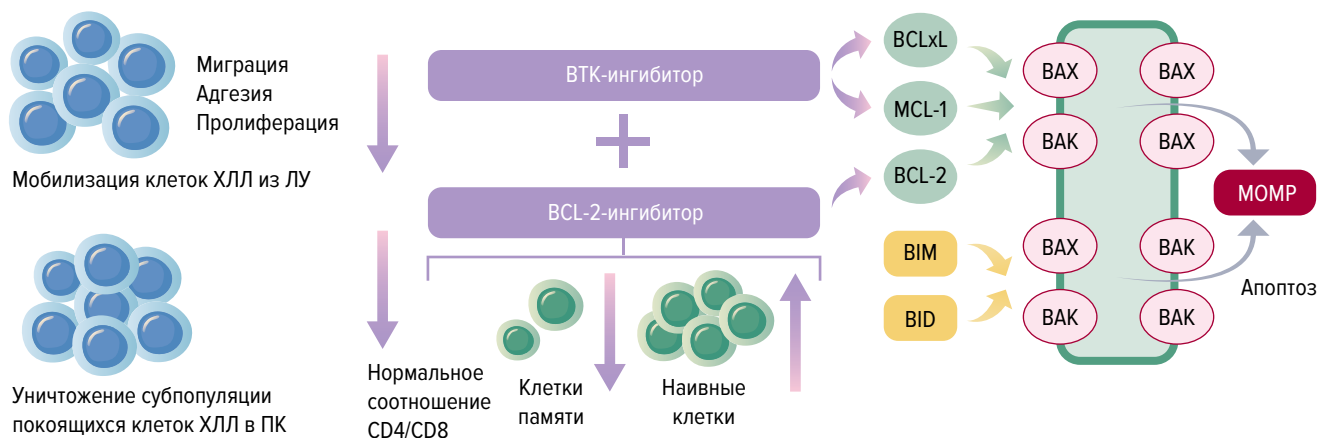 Миграция
Адгезия
Пролиферация
Мобилизация клеток ХЛЛ из ЛУ
Уничтожение субпопуляции
покоящихся клеток ХЛЛ в ПК
BTK-ингибитор
BCL-2-ингибитор
Нормальное
соотношение
CD4/CD8
Клетки
памяти
Наивные
клетки
BCLxL
MCL-1
BCL-2
BIM
BID
BAX
BAX
BAK
BAX
BAX
BAK
BAK
BAK
MOMP
Апоптоз